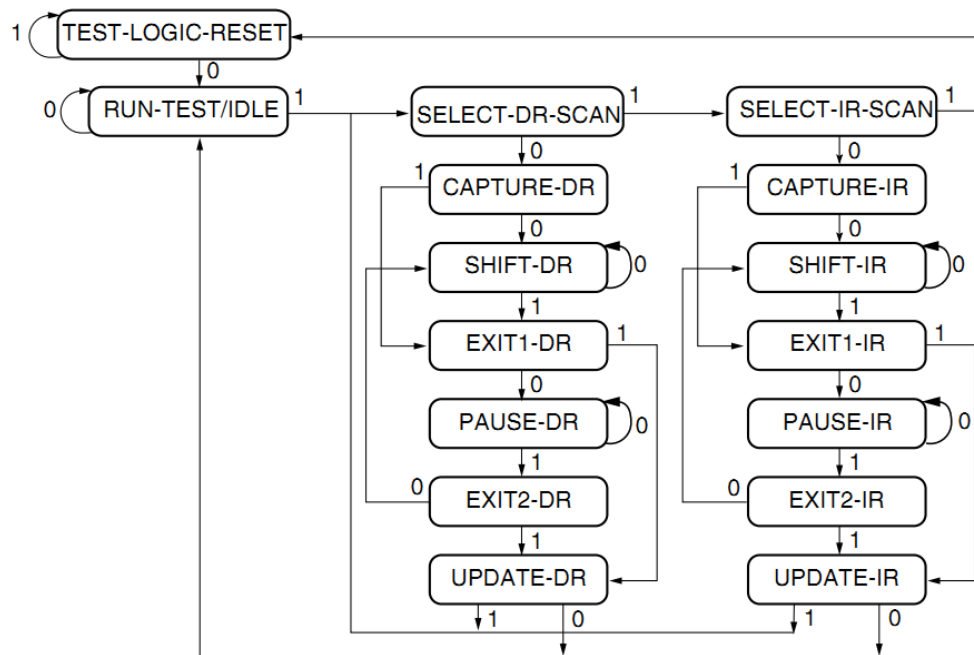 1 TEST-LOGIC-RESET
0
0 RUN-TEST/IDLE 1
SELECT-DR-SCAN 1
SELECT-IR-SCAN 1
0
0
1 CAPTURE-DR
1 CAPTURE-IR
0
0
SHIFT-DR 0
SHIFT-IR 0
1
1
EXIT1-DR 1
EXIT1-IR 1
0
0
PAUSE-DR 0
PAUSE-IR 0
1
1
0 EXIT2-DR
0 EXIT2-IR
1
1
UPDATE-DR
UPDATE-IR
1 0
1 0